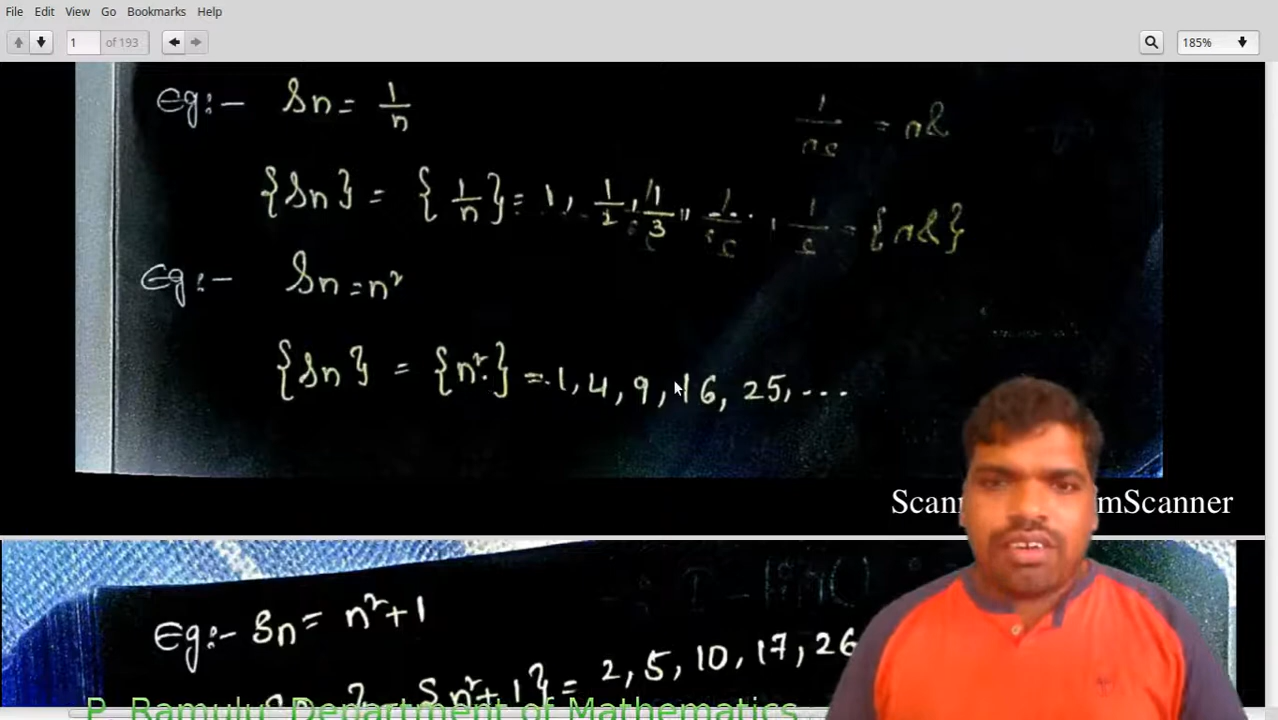 File Edit View Go Bookmarks Help
1 of 193 185%
Eg:- Sn = 1/n
{Sn} = {1/n} = 1, 1/2, 1/3,
Eg:- Sn = n²
{Sn} = {n²} = 1, 4, 9, 16, 25, ...
Scann mScanner
Eg:- Sn = n²+1
n²+1} = 2, 5, 10, 17, 26
P. Ramulu, Department of Mathematics